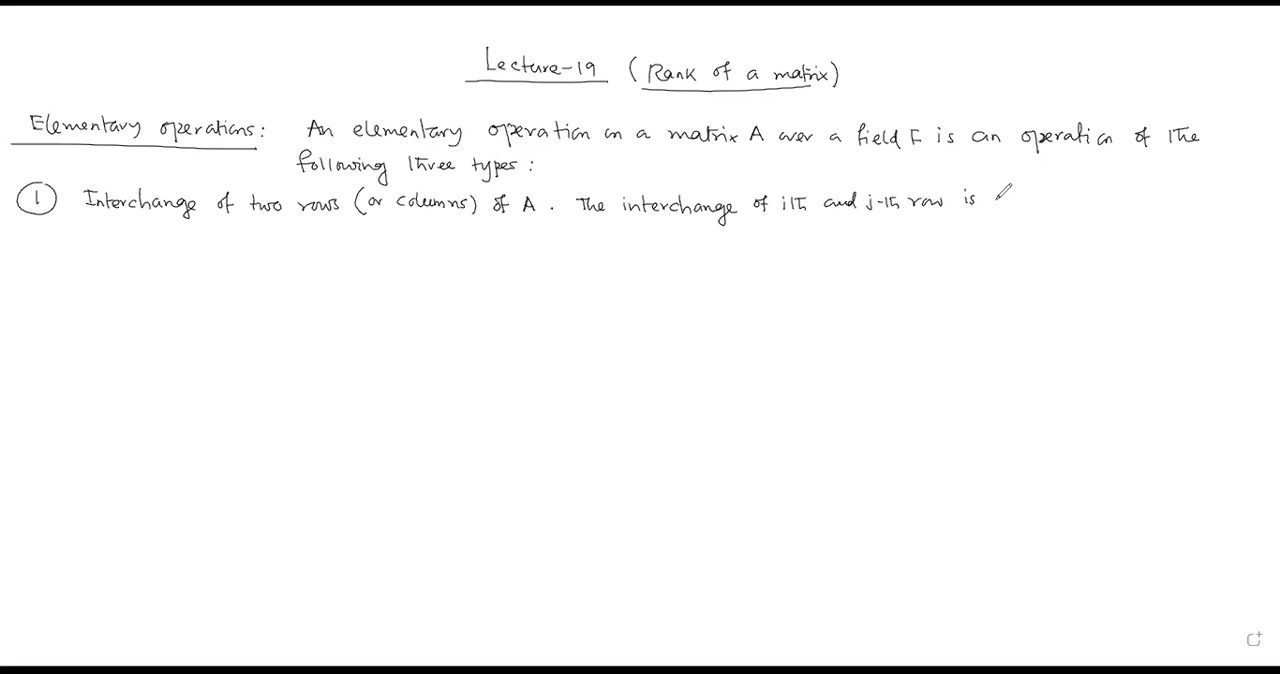 Lecture-19 (Rank of a matrix)
Elementary operations: An elementary operation on a matrix A over a field F is an operation of the
following three types:
① Interchange of two rows (or columns) of A. The interchange of ith and j-th row is